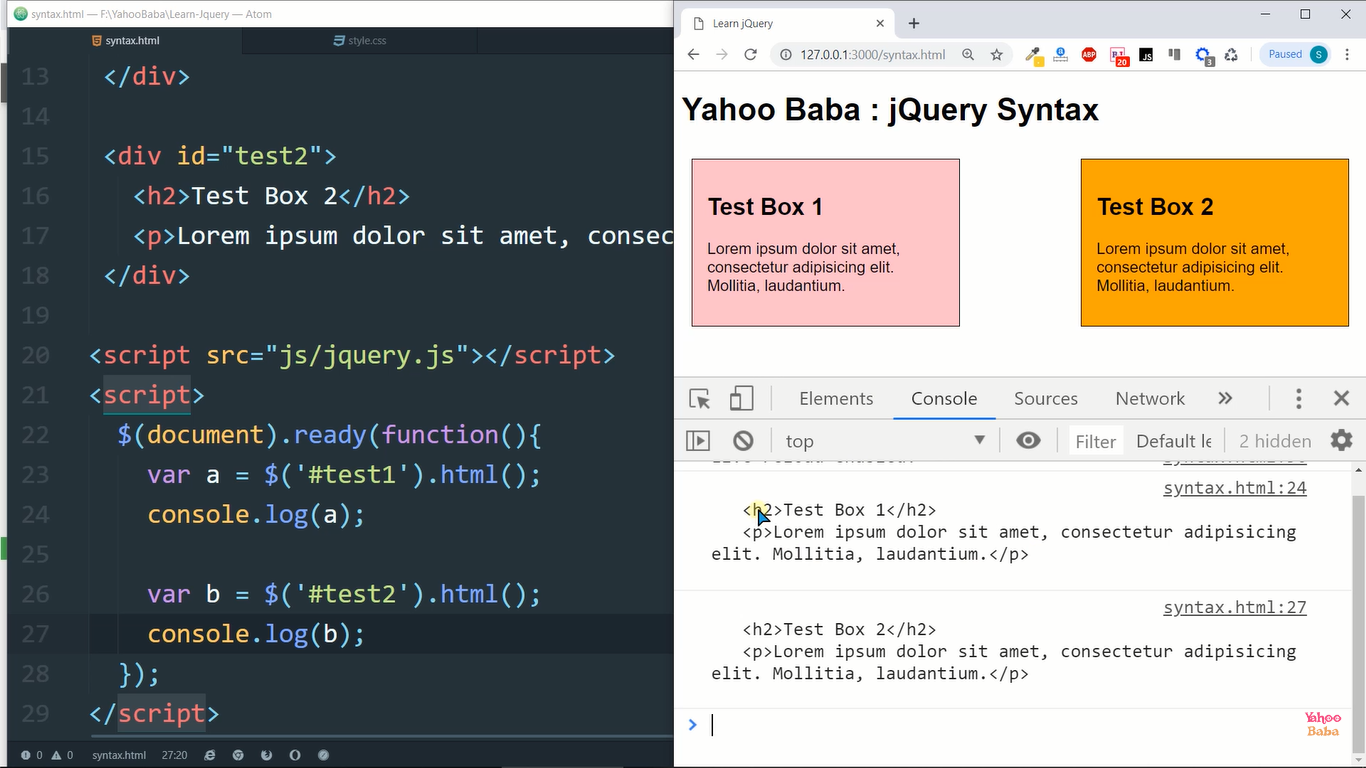 syntax.html — F:\YahooBaba\Learn-Jquery — Atom
syntax.html
style.css
13 </div>
14
15 <div id="test2">
16 <h2>Test Box 2</h2>
17 <p>Lorem ipsum dolor sit amet, consec
18 </div>
19
20 <script src="js/jquery.js"></script>
21 <script>
22 $(document).ready(function(){
23 var a = $('#test1').html();
24 console.log(a);
25
26 var b = $('#test2').html();
27 console.log(b);
28 });
29 </script>
0 0 syntax.html 27:20
Learn jQuery
127.0.0.1:3000/syntax.html
ABP
20
JS
3
Paused S
Yahoo Baba : jQuery Syntax
Test Box 1
Lorem ipsum dolor sit amet,
consectetur adipisicing elit.
Mollitia, laudantium.
Test Box 2
Lorem ipsum dolor sit amet,
consectetur adipisicing elit.
Mollitia, laudantium.
Elements Console Sources Network
top Filter Default le 2 hidden
syntax.html:24
<h2>Test Box 1</h2>
<p>Lorem ipsum dolor sit amet, consectetur adipisicing
elit. Mollitia, laudantium.</p>
syntax.html:27
<h2>Test Box 2</h2>
<p>Lorem ipsum dolor sit amet, consectetur adipisicing
elit. Mollitia, laudantium.</p>
Yahoo
Baba